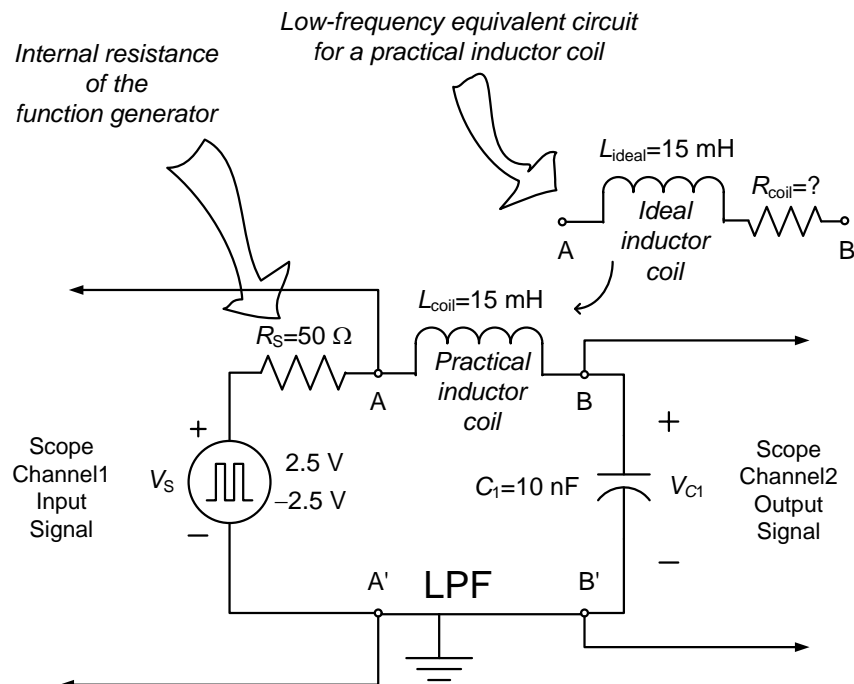 Low-frequency equivalent circuit
for a practical inductor coil
Internal resistance
of the
function generator
Lideal=15 mH
Rcoil=?
A
Ideal
inductor
coil
B
Lcoil=15 mH
RS=50 Ω
A
Practical
inductor
coil
B
Scope
Channel1
Input
Signal
+
VS
−
2.5 V
−2.5 V
C1=10 nF
+
VC1
−
Scope
Channel2
Output
Signal
A'
LPF
B'